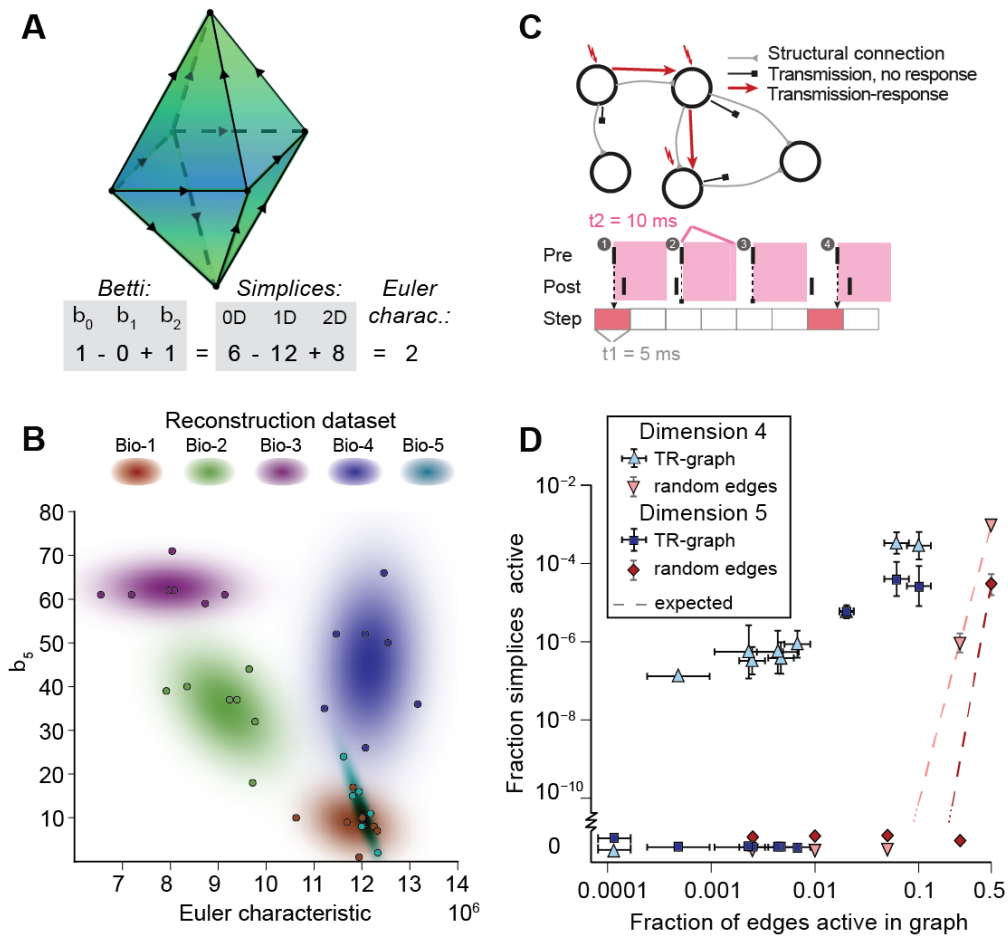 A
Betti:
Simplices:
Euler
charac.:
b0 b1 b2
0D 1D 2D
1 - 0 + 1 = 6 - 12 + 8 = 2
C
Structural connection
Transmission, no response
Transmission-response
t2 = 10 ms
1 2 3 4
Pre
Post
Step
t1 = 5 ms
B
Reconstruction dataset
Bio-1 Bio-2 Bio-3 Bio-4 Bio-5
80
70
60
50
40
30
20
10
b5
7 8 9 10 11 12 13 14
Euler characteristic
10^6
D
Dimension 4
TR-graph
random edges
Dimension 5
TR-graph
random edges
expected
Fraction simplices active
10^−2
10^−4
10^−6
10^−8
10^−10
0
0.0001 0.001 0.01 0.1 0.5
Fraction of edges active in graph